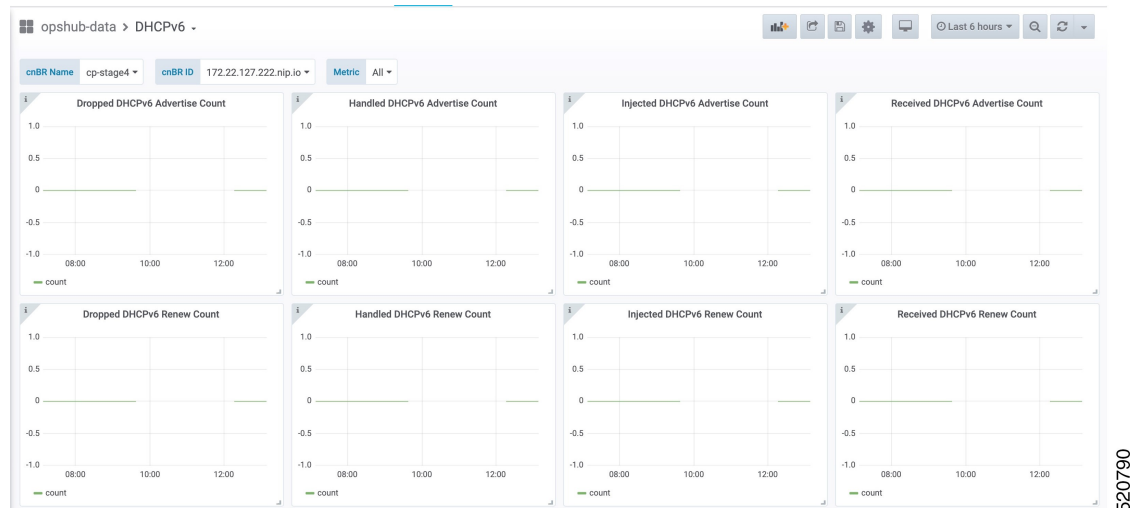 opshub-data > DHCPv6
Last 6 hours
cnBR Name cp-stage4 cnBR ID 172.22.127.222.nip.io Metric All
i Dropped DHCPv6 Advertise Count
1.0
0.5
0
-0.5
-1.0
08:00 10:00 12:00
count
i Handled DHCPv6 Advertise Count
1.0
0.5
0
-0.5
-1.0
08:00 10:00 12:00
count
i Injected DHCPv6 Advertise Count
1.0
0.5
0
-0.5
-1.0
08:00 10:00 12:00
count
i Received DHCPv6 Advertise Count
1.0
0.5
0
-0.5
-1.0
08:00 10:00 12:00
count
i Dropped DHCPv6 Renew Count
1.0
0.5
0
-0.5
-1.0
08:00 10:00 12:00
count
i Handled DHCPv6 Renew Count
1.0
0.5
0
-0.5
-1.0
08:00 10:00 12:00
count
i Injected DHCPv6 Renew Count
1.0
0.5
0
-0.5
-1.0
08:00 10:00 12:00
count
i Received DHCPv6 Renew Count
1.0
0.5
0
-0.5
-1.0
08:00 10:00 12:00
count
520790